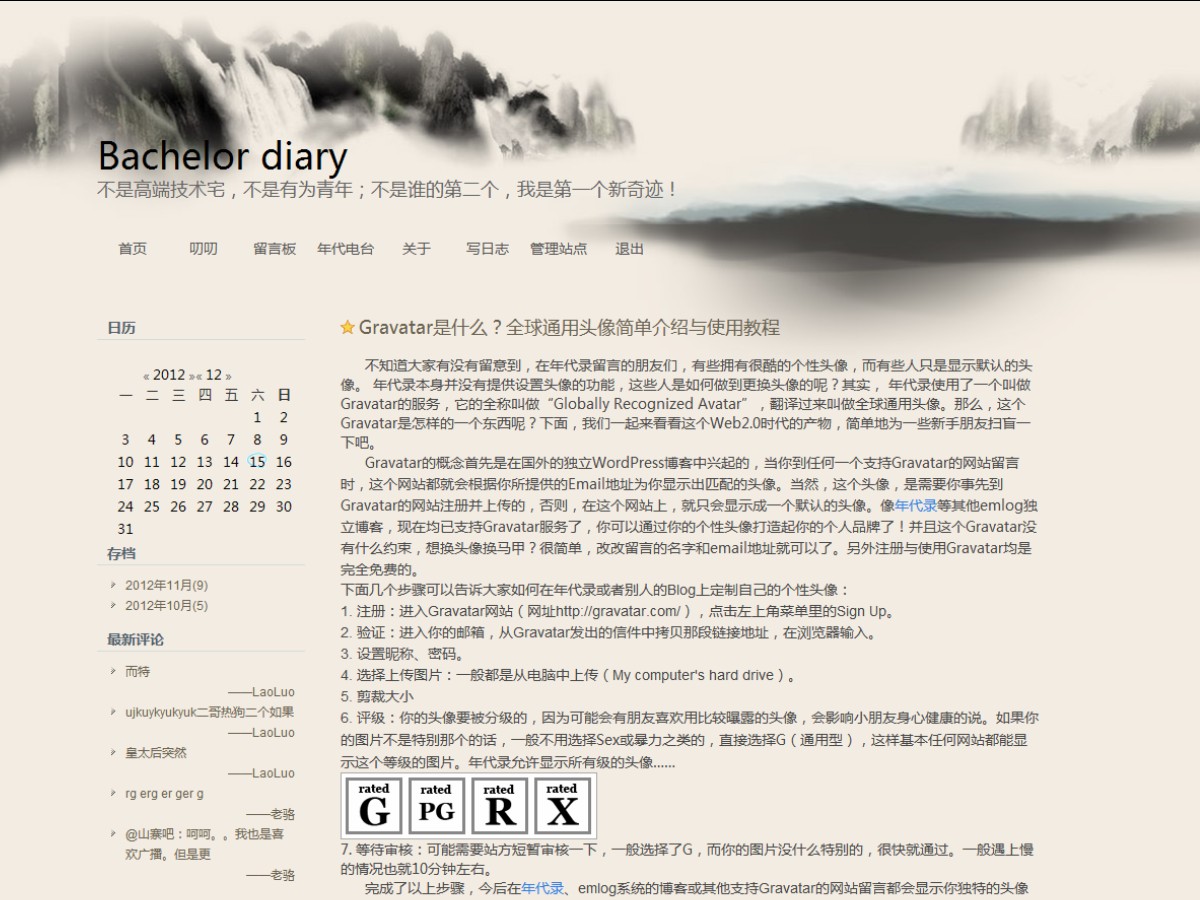 Bachelor diary
不是高端技术宅，不是有为青年；不是谁的第二个，我是第一个新奇迹！
首页 叨叨 留言板 年代电台 关于 写日志 管理站点 退出
日历
« 2012 »« 12 »
一 二 三 四 五 六 日
1 2
3 4 5 6 7 8 9
10 11 12 13 14 15 16
17 18 19 20 21 22 23
24 25 26 27 28 29 30
31
存档
2012年11月(9)
2012年10月(5)
最新评论
而特
——LaoLuo
ujkuykyukyuk二哥热狗二个如果
——LaoLuo
皇太后突然
——LaoLuo
rg erg er ger g
——老骆
@山寨吧：呵呵。。我也是喜
欢广播。但是更
——老骆
Gravatar是什么？全球通用头像简单介绍与使用教程
不知道大家有没有留意到，在年代录留言的朋友们，有些拥有很酷的个性头像，而有些人只是显示默认的头
像。 年代录本身并没有提供设置头像的功能，这些人是如何做到更换头像的呢？其实， 年代录使用了一个叫做
Gravatar的服务，它的全称叫做“Globally Recognized Avatar”，翻译过来叫做全球通用头像。那么，这个
Gravatar是怎样的一个东西呢？下面，我们一起来看看这个Web2.0时代的产物，简单地为一些新手朋友扫盲一
下吧。
Gravatar的概念首先是在国外的独立WordPress博客中兴起的，当你到任何一个支持Gravatar的网站留言
时，这个网站都就会根据你所提供的Email地址为你显示出匹配的头像。当然，这个头像，是需要你事先到
Gravatar的网站注册并上传的，否则，在这个网站上，就只会显示成一个默认的头像。像年代录等其他emlog独
立博客，现在均已支持Gravatar服务了，你可以通过你的个性头像打造起你的个人品牌了！并且这个Gravatar没
有什么约束，想换头像换马甲？很简单，改改留言的名字和email地址就可以了。另外注册与使用Gravatar均是
完全免费的。
下面几个步骤可以告诉大家如何在年代录或者别人的Blog上定制自己的个性头像：
1. 注册：进入Gravatar网站（网址http://gravatar.com/），点击左上角菜单里的Sign Up。
2. 验证：进入你的邮箱，从Gravatar发出的信件中拷贝那段链接地址，在浏览器输入。
3. 设置昵称、密码。
4. 选择上传图片：一般都是从电脑中上传（My computer's hard drive）。
5. 剪裁大小
6. 评级：你的头像要被分级的，因为可能会有朋友喜欢用比较曝露的头像，会影响小朋友身心健康的说。如果你
的图片不是特别那个的话，一般不用选择Sex或暴力之类的，直接选择G（通用型），这样基本任何网站都能显
示这个等级的图片。年代录允许显示所有级的头像......
rated rated rated rated
G PG R X
7. 等待审核：可能需要站方短暂审核一下，一般选择了G，而你的图片没什么特别的，很快就通过。一般遇上慢
的情况也就10分钟左右。
完成了以上步骤，今后在年代录、emlog系统的博客或其他支持Gravatar的网站留言都会显示你独特的头像